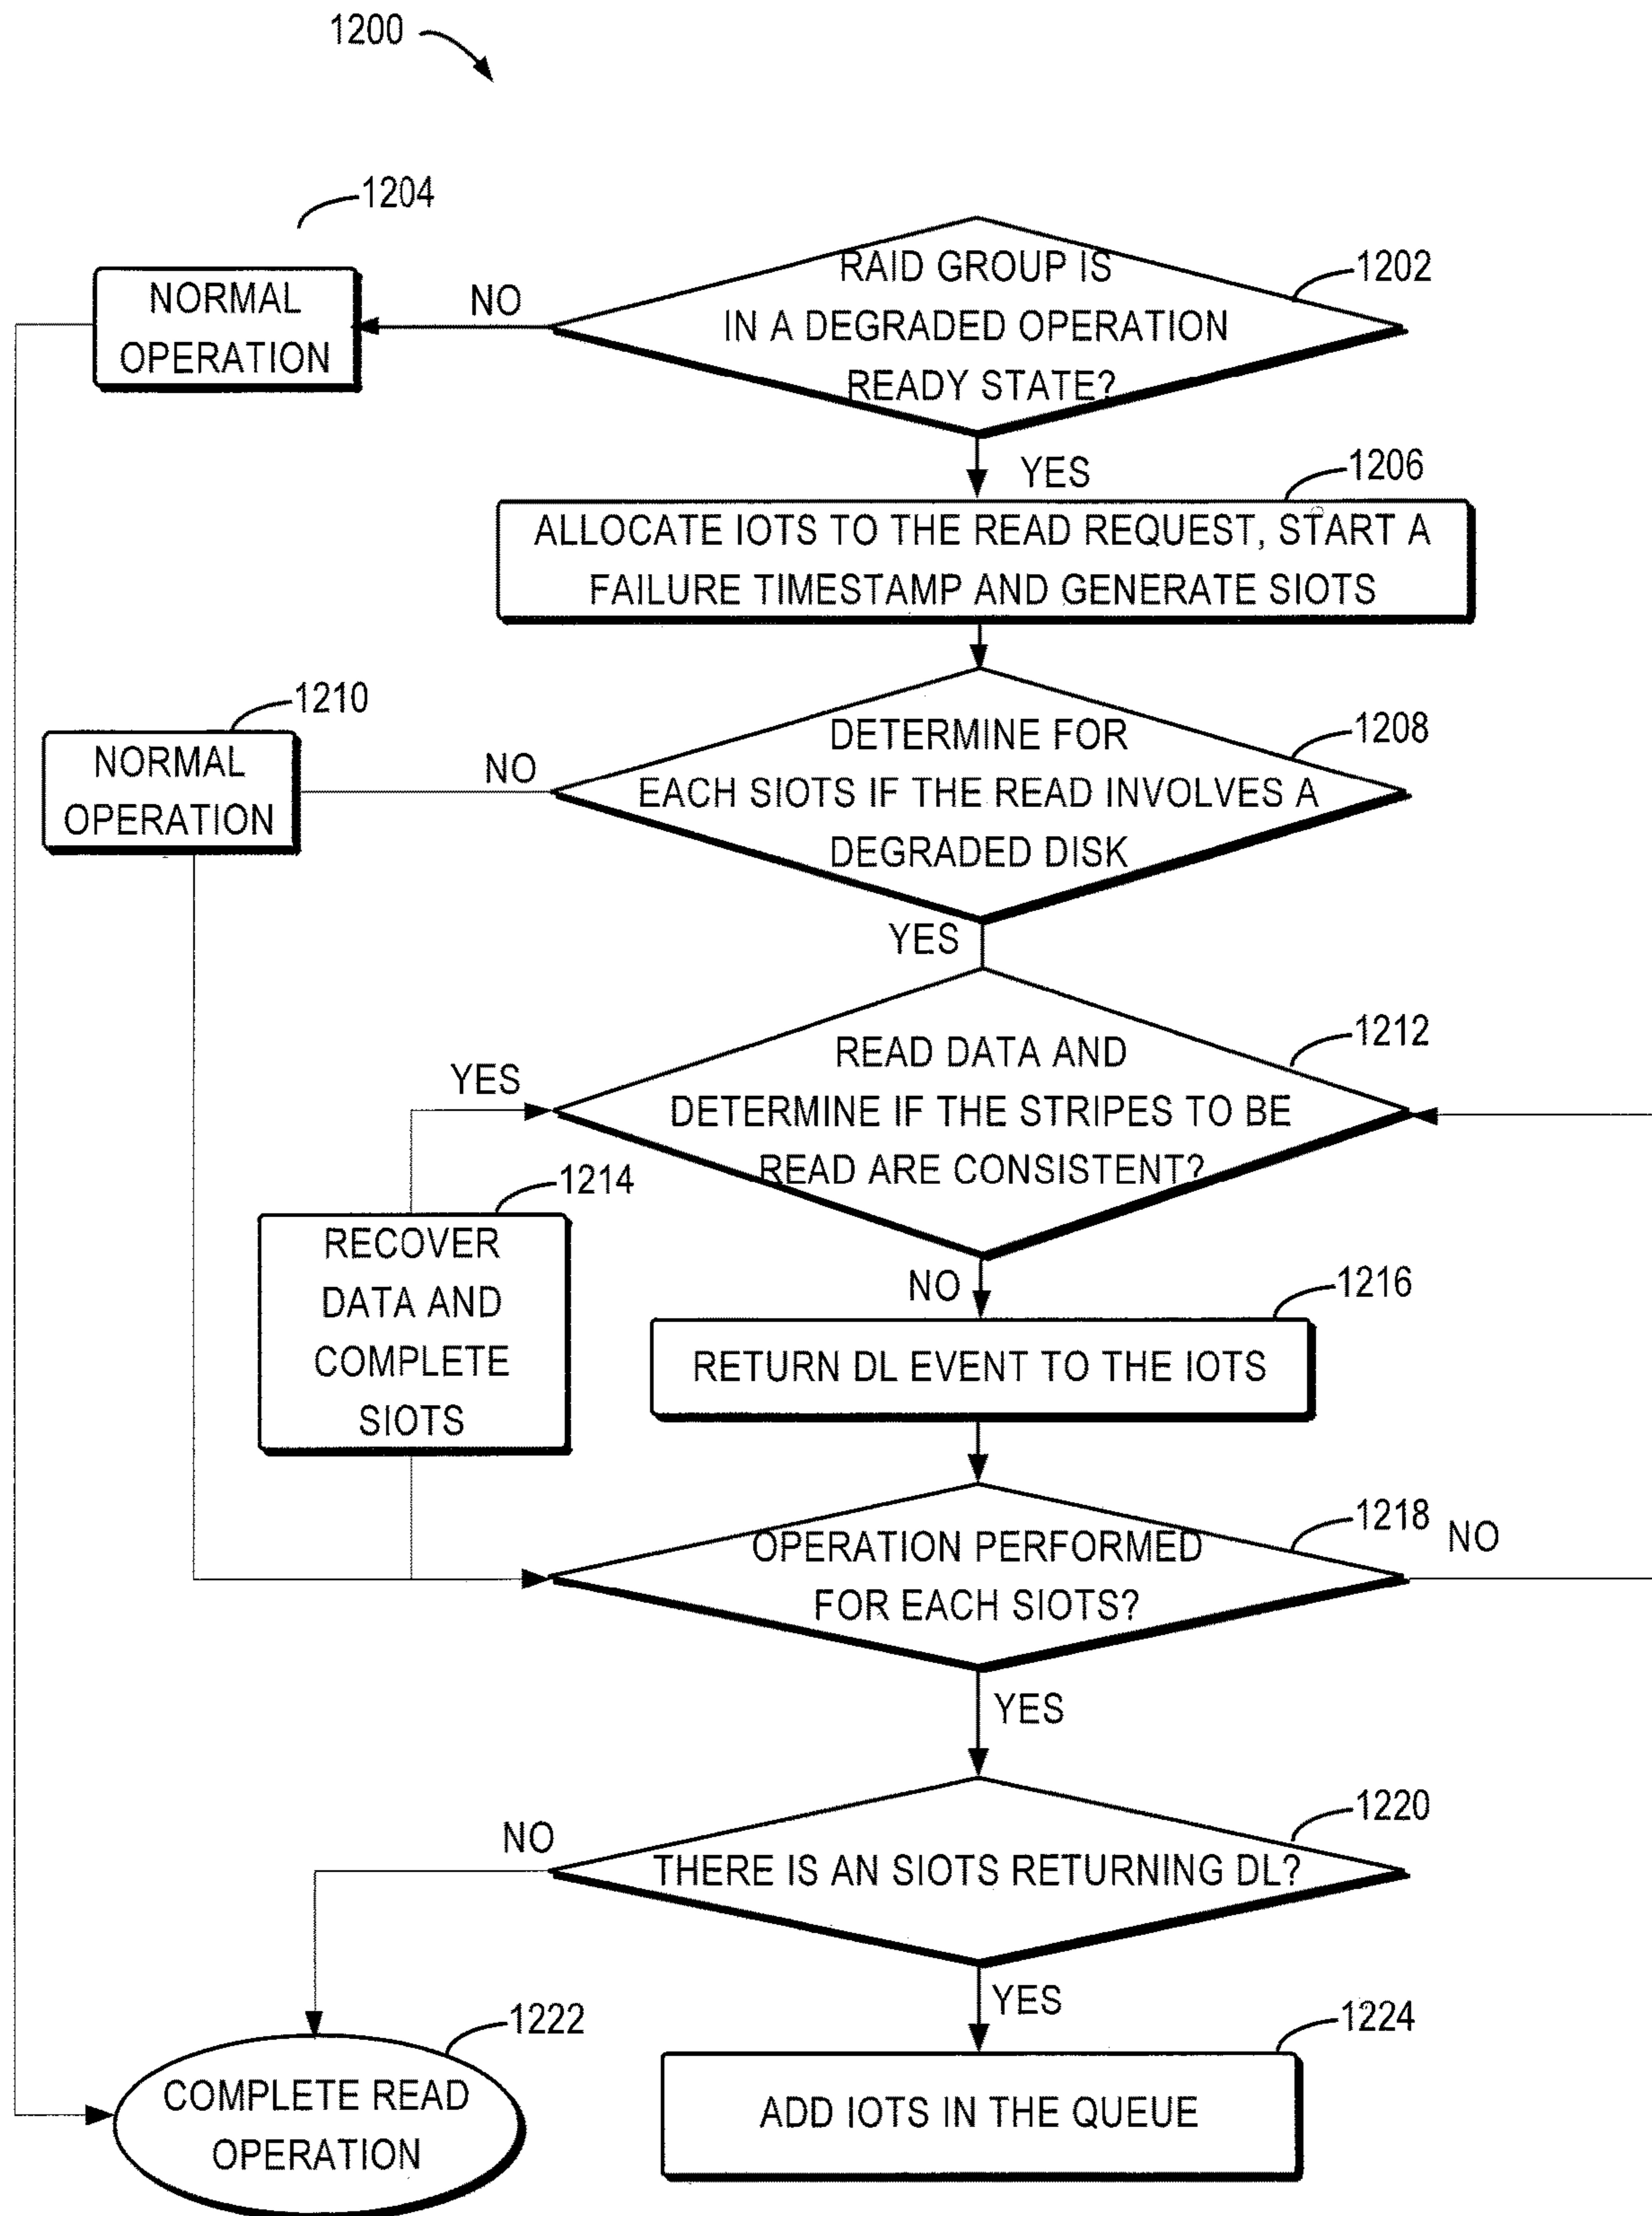 1200
1204
1202
RAID GROUP IS
IN A DEGRADED OPERATION
READY STATE?
NO
NORMAL
OPERATION
YES
1206
ALLOCATE IOTS TO THE READ REQUEST, START A
FAILURE TIMESTAMP AND GENERATE SIOTS
1210
NORMAL
OPERATION
NO
1208
DETERMINE FOR
EACH SIOTS IF THE READ INVOLVES A
DEGRADED DISK
YES
1212
READ DATA AND
DETERMINE IF THE STRIPES TO BE
READ ARE CONSISTENT?
YES
1214
RECOVER
DATA AND
COMPLETE
SIOTS
NO
1216
RETURN DL EVENT TO THE IOTS
1218
OPERATION PERFORMED
FOR EACH SIOTS?
NO
YES
1220
THERE IS AN SIOTS RETURNING DL?
NO
YES
1222
COMPLETE READ
OPERATION
1224
ADD IOTS IN THE QUEUE